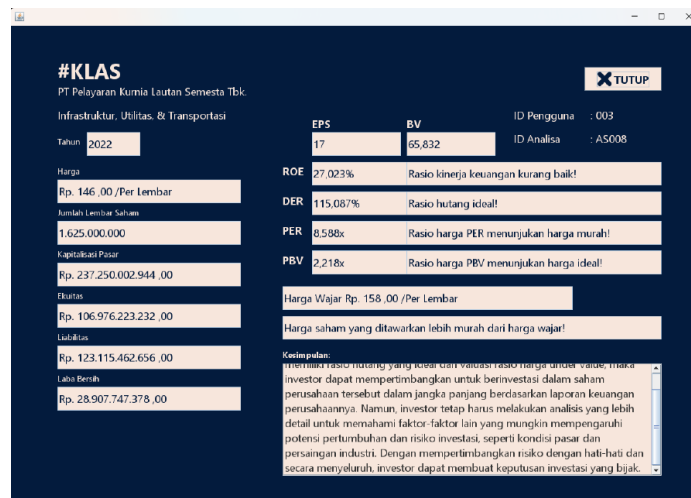 #KLAS
PT Pelayaran Kurnia Lautan Semesta Tbk.
Infrastruktur, Utilitas. & Transportasi
Tahun 2022
Harga
Rp. 146 ,00 /Per Lembar
Jumlah Lembar Saham
1.625.000.000
Kapitalisasi Pasar
Rp. 237.250.002.944 ,00
Ekuitas
Rp. 106.976.223.232 ,00
Liabilitas
Rp. 123.115.462.656 ,00
Laba Bersih
Rp. 28.907.747.378 ,00
TUTUP
ID Pengguna : 003
ID Analisa : AS008
EPS BV
17 65,832
ROE 27,023% Rasio kinerja keuangan kurang baik!
DER 115,087% Rasio hutang ideal!
PER 8,588x Rasio harga PER menunjukan harga murah!
PBV 2,218x Rasio harga PBV menunjukan harga ideal!
Harga Wajar Rp. 158 ,00 /Per Lembar
Harga saham yang ditawarkan lebih murah dari harga wajar!
Kesimpulan:
memiliki rasio hutang yang ideal dan validasi rasio harga under value, maka
investor dapat mempertimbangkan untuk berinvestasi dalam saham
perusahaan tersebut dalam jangka panjang berdasarkan laporan keuangan
perusahaannya. Namun, investor tetap harus melakukan analisis yang lebih
detail untuk memahami faktor-faktor lain yang mungkin mempengaruhi
potensi pertumbuhan dan risiko investasi, seperti kondisi pasar dan
persaingan industri. Dengan mempertimbangkan risiko dengan hati-hati dan
secara menyeluruh, investor dapat membuat keputusan investasi yang bijak.